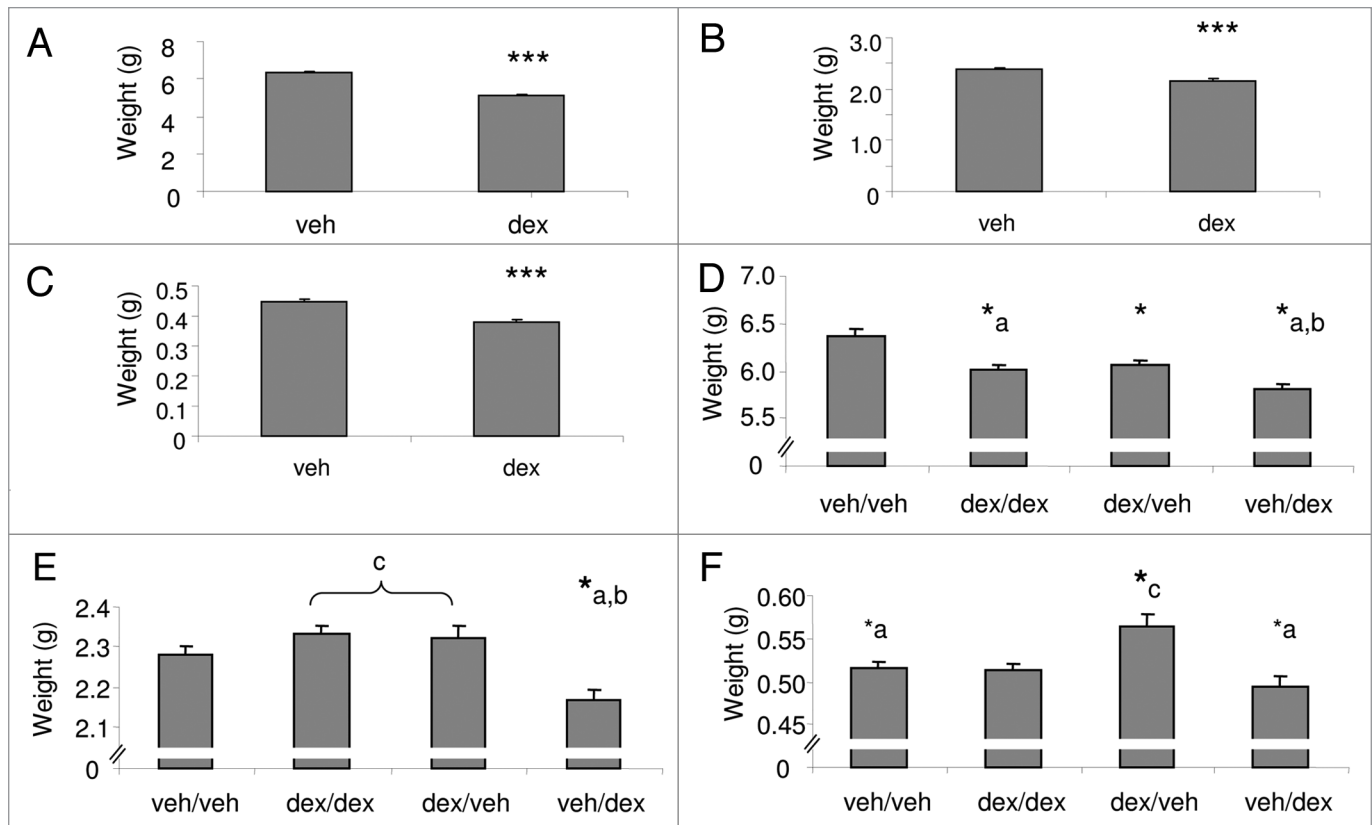 A
Weight (g)
8
6
4
2
0
***
veh
dex
B
Weight (g)
3.0
2.0
1.0
0
***
veh
dex
C
Weight (g)
0.5
0.4
0.3
0.2
0.1
0
***
veh
dex
D
Weight (g)
7.0
6.5
6.0
5.5
0
*a
*
*a,b
veh/veh
dex/dex
dex/veh
veh/dex
E
Weight (g)
2.4
2.3
2.2
2.1
0
c
*a,b
veh/veh
dex/dex
dex/veh
veh/dex
F
Weight (g)
0.60
0.55
0.50
0.45
0
*a
*c
*a
veh/veh
dex/dex
dex/veh
veh/dex